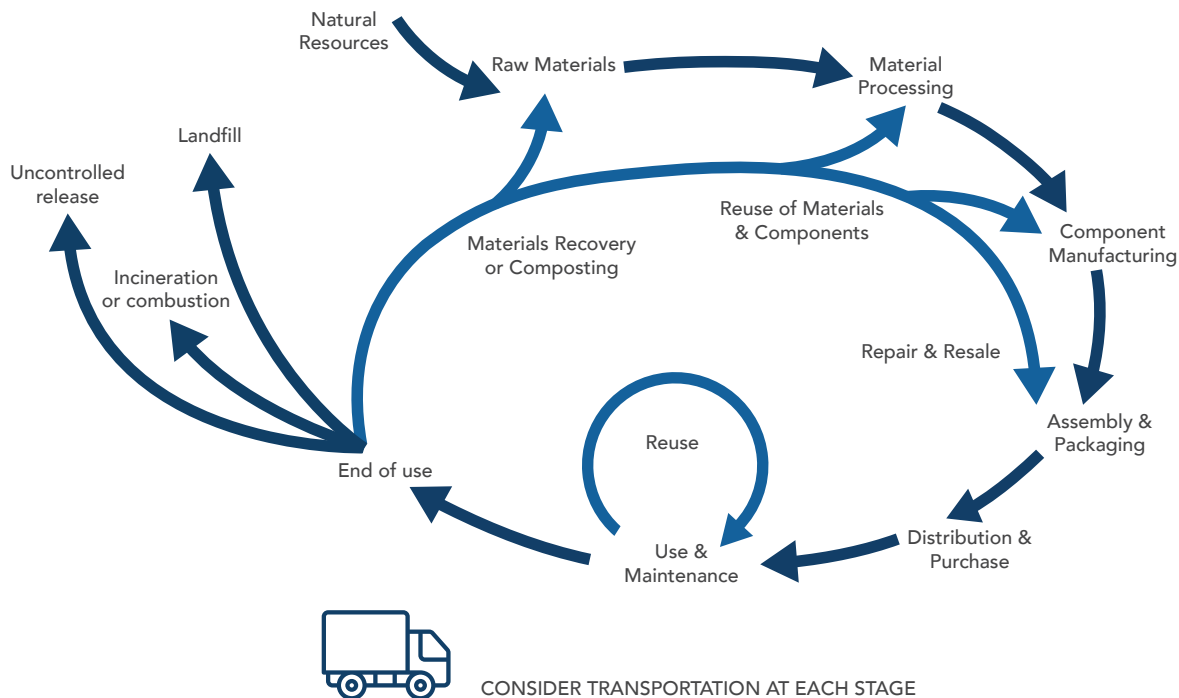 Natural
Resources
Raw Materials
Material
Processing
Landfill
Uncontrolled
release
Incineration
or combustion
Materials Recovery
or Composting
Reuse of Materials
& Components
Component
Manufacturing
Repair & Resale
Assembly &
Packaging
Reuse
End of use
Distribution &
Purchase
Use &
Maintenance
CONSIDER TRANSPORTATION AT EACH STAGE